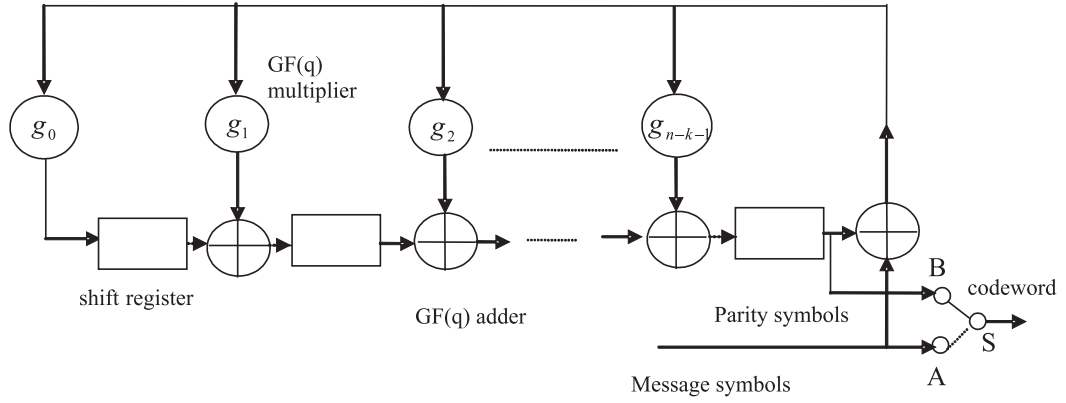 GF(q)
multiplier
g0
g1
g2
gn−k−1
shift register
GF(q) adder
B
codeword
Parity symbols
S
A
Message symbols